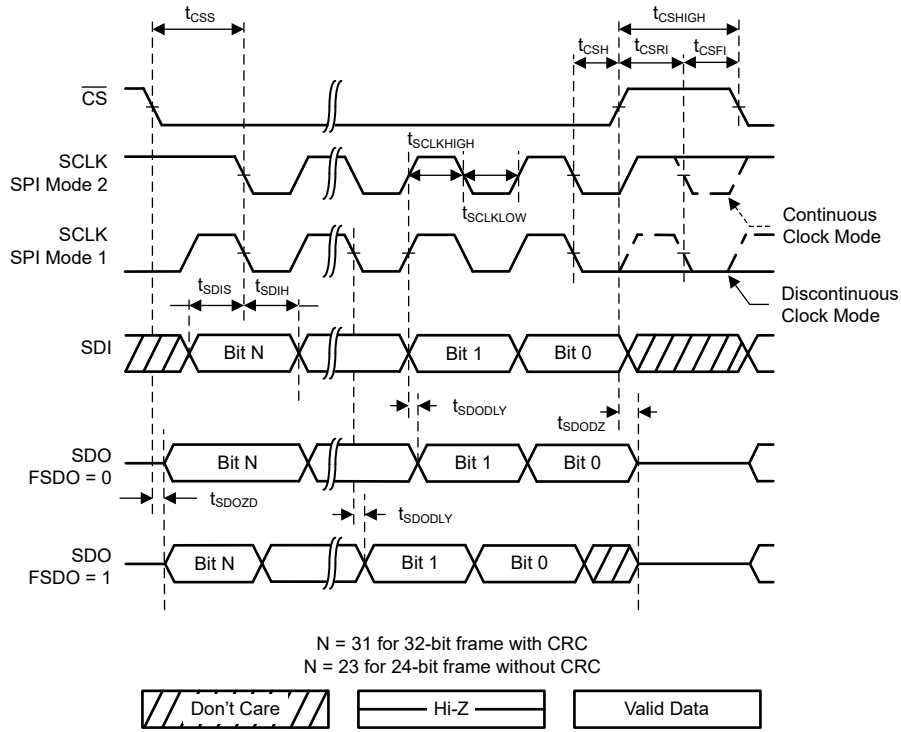 tCSS
tCSHIGH
tCSH
tCSRI
tCSFI
CS
SCLK
SPI Mode 2
tSCLKHIGH
tSCLKLOW
Continuous
Clock Mode
SCLK
SPI Mode 1
Discontinuous
Clock Mode
tSDIS
tSDIH
SDI
Bit N
Bit 1
Bit 0
tSDODLY
tSDODZ
SDO
FSDO = 0
Bit N
Bit 1
Bit 0
tSDOZD
tSDODLY
SDO
FSDO = 1
Bit N
Bit 1
Bit 0
N = 31 for 32-bit frame with CRC
N = 23 for 24-bit frame without CRC
Don't Care
Hi-Z
Valid Data